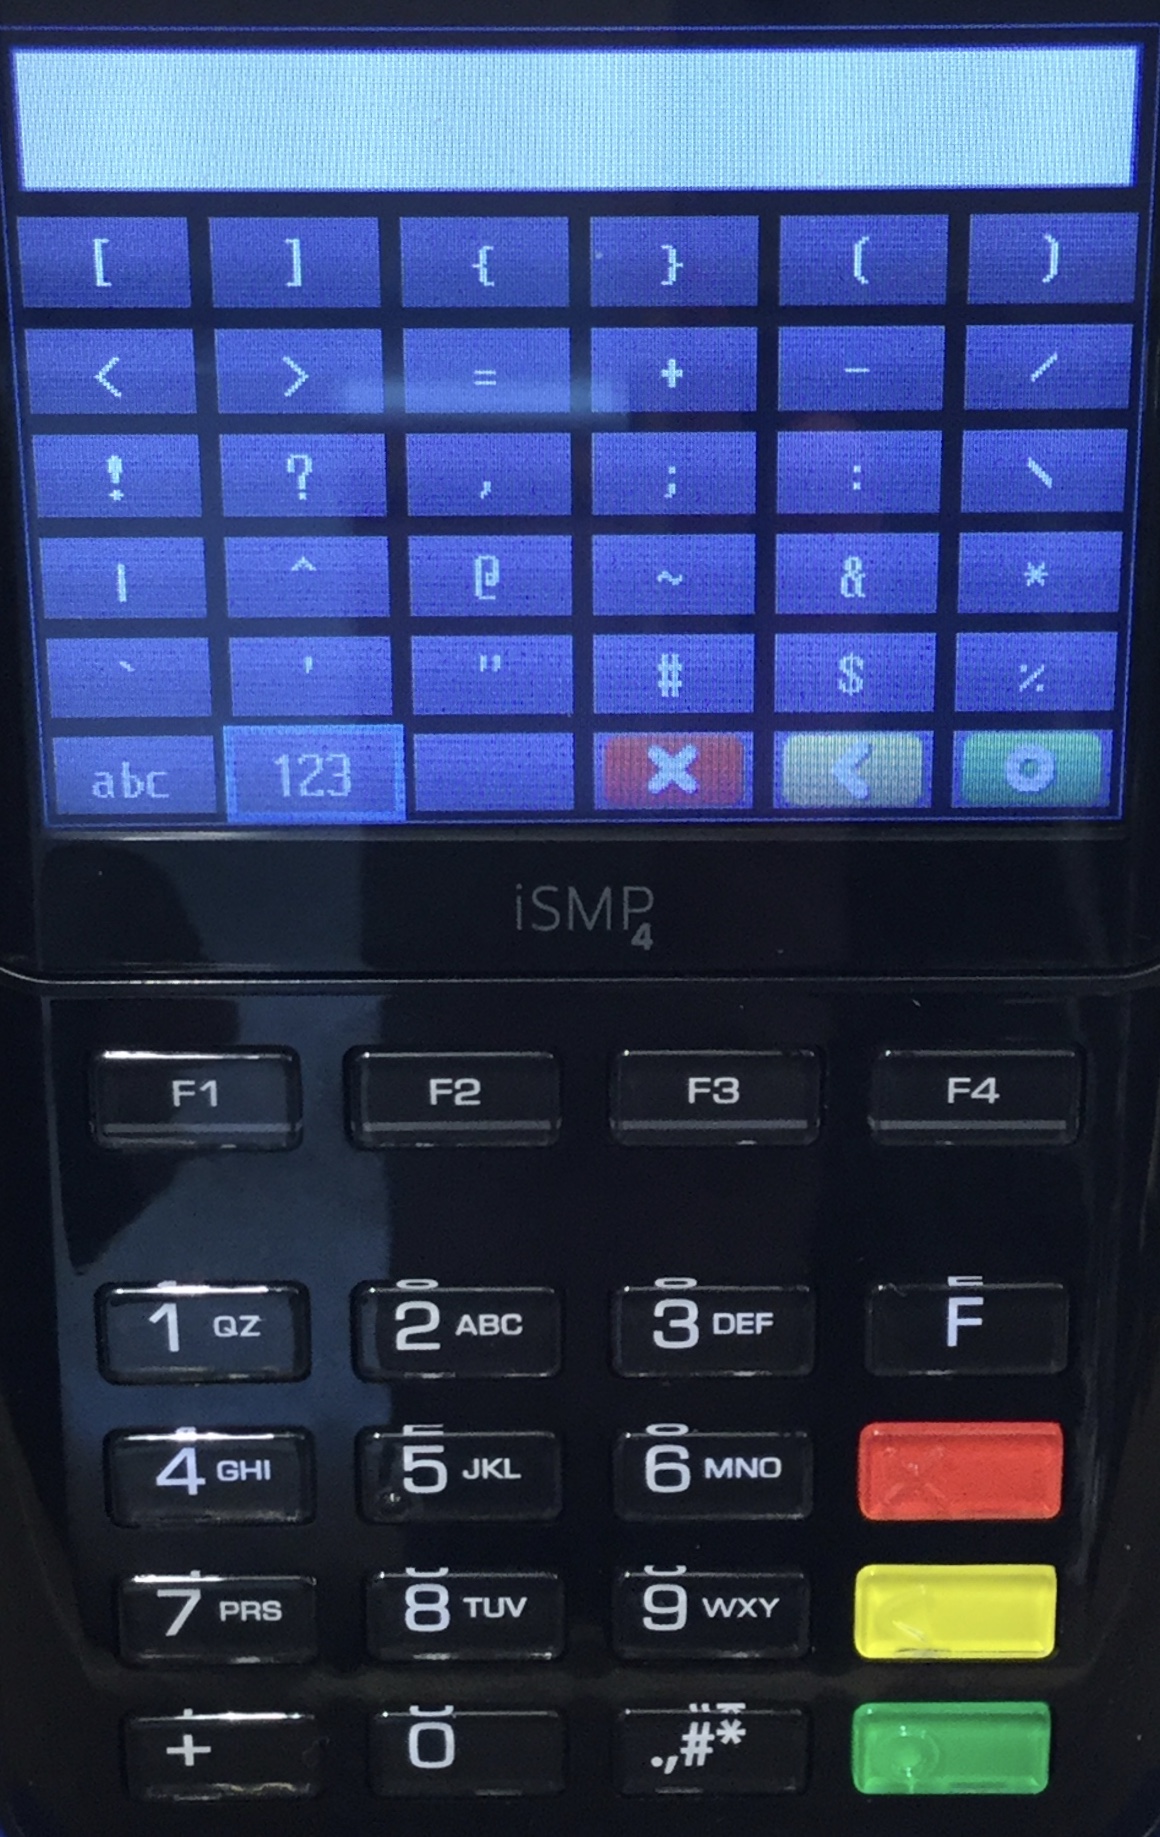 [ ] { } ( )
< > = + - /
! ? , ; : \
| ^ @ ~ & *
` ' " # $ %
abc 123
iSMP4
F1 F2 F3 F4
1 QZ 2 ABC 3 DEF F
4 GHI 5 JKL 6 MNO
7 PRS 8 TUV 9 WXY
+ 0 .,#*